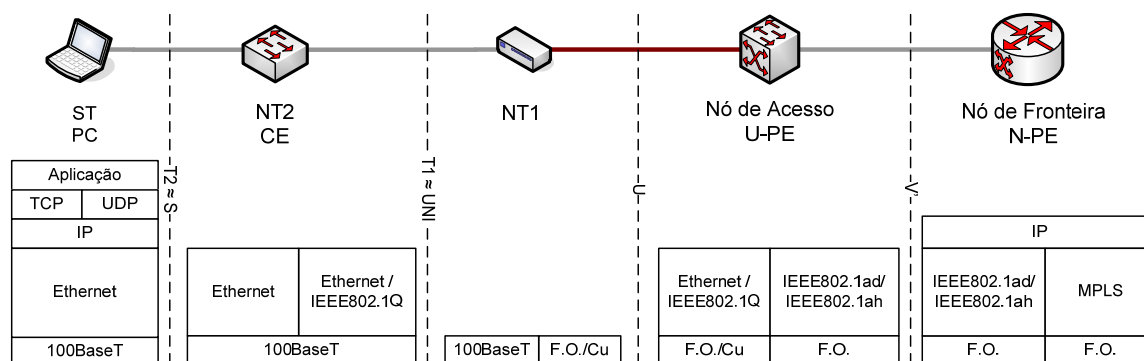 ST
PC
NT2
CE
NT1
Nó de Acesso
U-PE
Nó de Fronteira
N-PE
T2 ≈ S
T1 ≈ UNI
U
V'
Aplicação
TCP
UDP
IP
Ethernet
100BaseT
Ethernet
Ethernet /
IEEE802.1Q
100BaseT
100BaseT
F.O./Cu
Ethernet /
IEEE802.1Q
IEEE802.1ad/
IEEE802.1ah
F.O./Cu
F.O.
IP
IEEE802.1ad/
IEEE802.1ah
MPLS
F.O.
F.O.